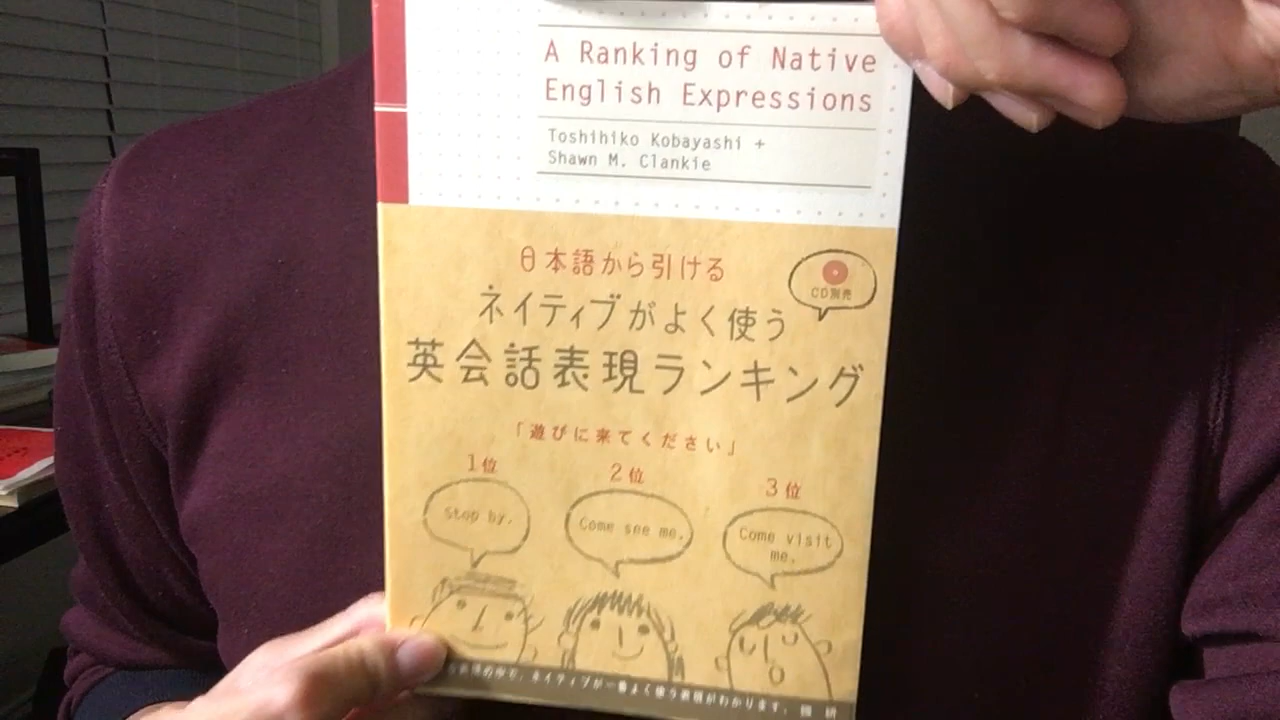 A Ranking of Native
English Expressions
Toshihiko Kobayashi +
Shawn M. Clankie
日本語から引ける
CD別売
ネイティブがよく使う
英会話表現ランキング
「遊びに来てください」
1位
2位
3位
stop by.
Come see me.
Come visit
me.
ネイティブが一番よく使う表現がわかります。